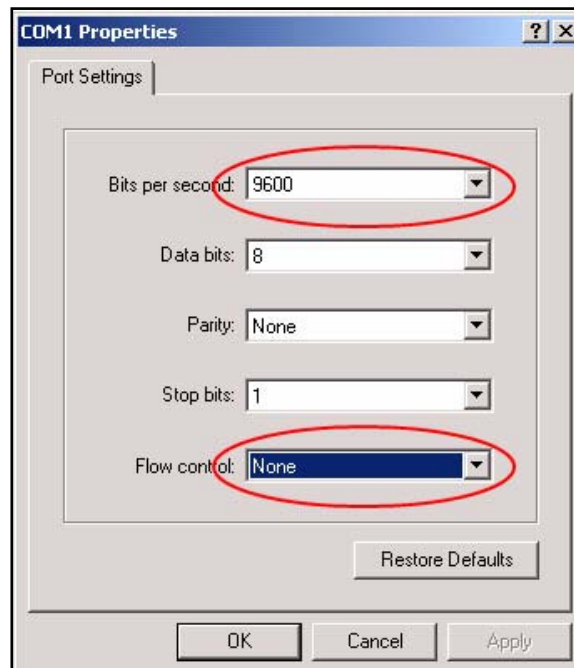 COM1 Properties
Port Settings
Bits per second: 9600
Data bits: 8
Parity: None
Stop bits: 1
Flow control: None
Restore Defaults
OK Cancel Apply